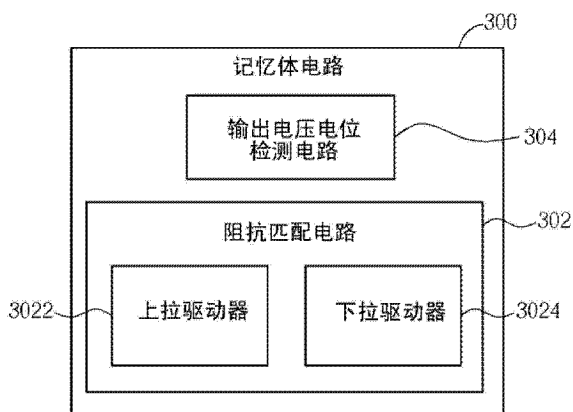 300
记忆体电路
输出电压电位
检测电路
304
302
阻抗匹配电路
3022
上拉驱动器
下拉驱动器
3024